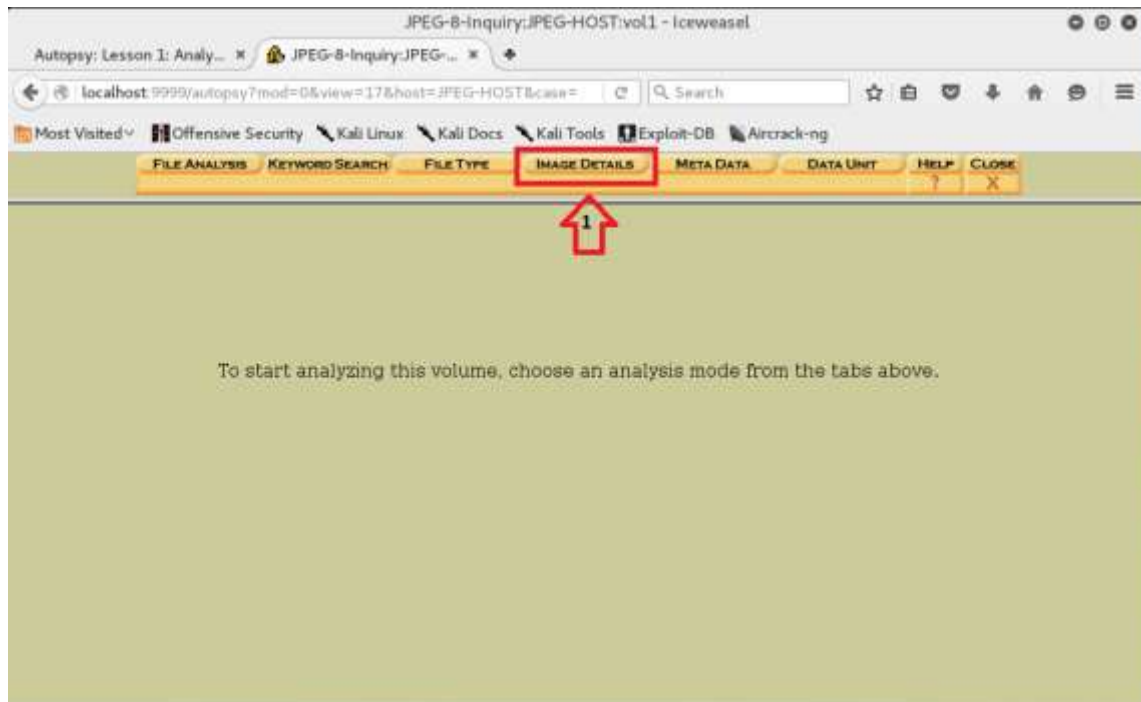 JPEG-8-Inquiry:JPEG-HOST:vol1 - Iceweasel
Autopsy: Lesson 1: Analy... × JPEG-8-Inquiry:JPEG-... ×
localhost:9999/autopsy?mod=0&view=17&host=JPEG-HOST&case= Search
Most Visited Offensive Security Kali Linux Kali Docs Kali Tools Exploit-DB Aircrack-ng
FILE ANALYSIS KEYWORD SEARCH FILE TYPE IMAGE DETAILS META DATA DATA UNIT HELP CLOSE
? X
1
To start analyzing this volume, choose an analysis mode from the tabs above.